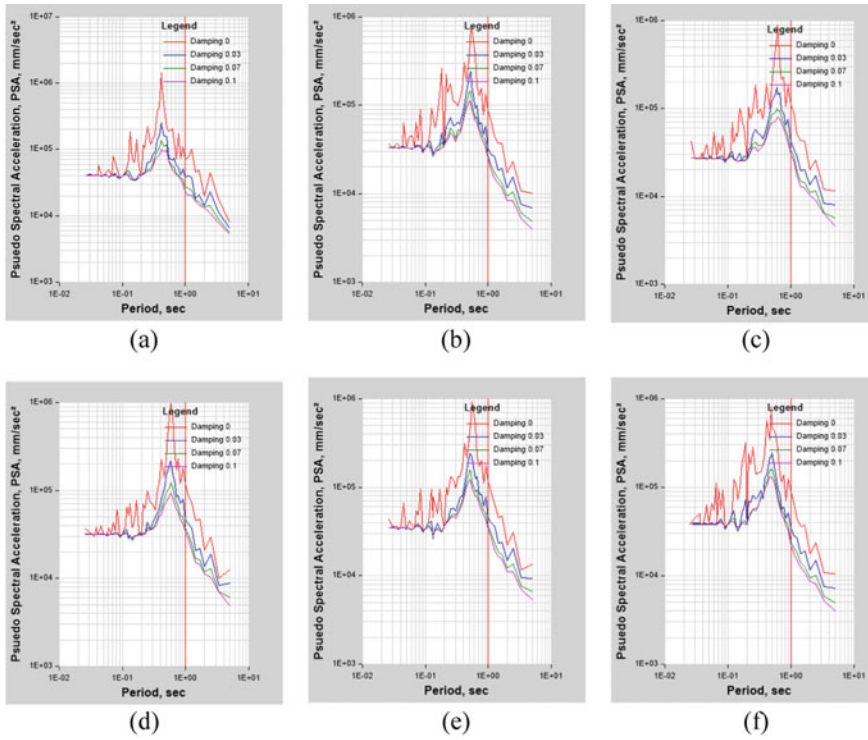 1E+07
1E+06
1E+05
1E+04
1E+03
Psuedo Spectral Acceleration, PSA, mm/sec²
Legend
Damping 0
Damping 0.03
Damping 0.07
Damping 0.1
1E-02 1E-01 1E+00 1E+01
Period, sec
(a)
1E+06
1E+05
1E+04
1E+03
Psuedo Spectral Acceleration, PSA, mm/sec²
Legend
Damping 0
Damping 0.03
Damping 0.07
Damping 0.1
1E-02 1E-01 1E+00 1E+01
Period, sec
(b)
1E+06
1E+05
1E+04
1E+03
Psuedo Spectral Acceleration, PSA, mm/sec²
Legend
Damping 0
Damping 0.03
Damping 0.07
Damping 0.1
1E-02 1E-01 1E+00 1E+01
Period, sec
(c)
1E+06
1E+05
1E+04
1E+03
Psuedo Spectral Acceleration, PSA, mm/sec²
Legend
Damping 0
Damping 0.03
Damping 0.07
Damping 0.1
1E-02 1E-01 1E+00 1E+01
Period, sec
(d)
1E+06
1E+05
1E+04
1E+03
Psuedo Spectral Acceleration, PSA, mm/sec²
Legend
Damping 0
Damping 0.03
Damping 0.07
Damping 0.1
1E-02 1E-01 1E+00 1E+01
Period, sec
(e)
1E+06
1E+05
1E+04
1E+03
Psuedo Spectral Acceleration, PSA, mm/sec²
Legend
Damping 0
Damping 0.03
Damping 0.07
Damping 0.1
1E-02 1E-01 1E+00 1E+01
Period, sec
(f)